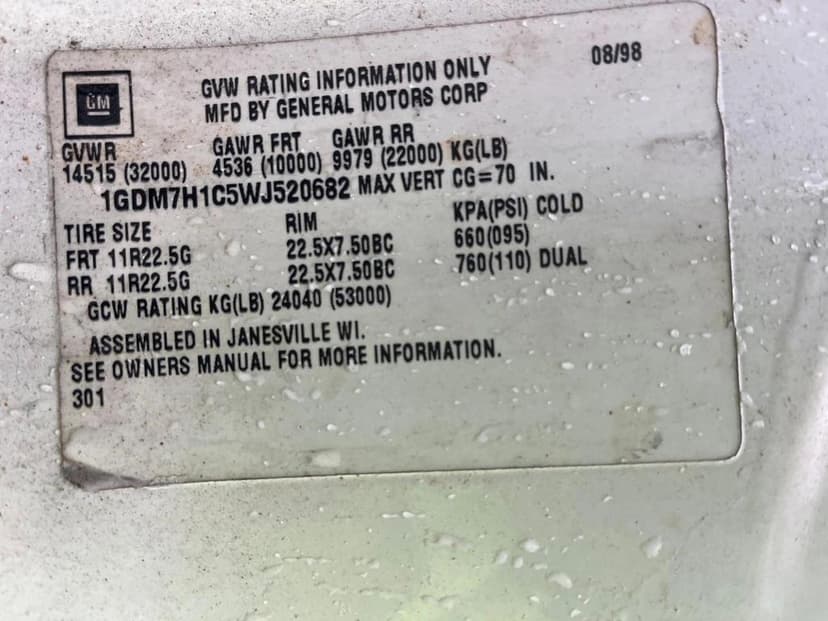 GM
GVW RATING INFORMATION ONLY 08/98
MFD BY GENERAL MOTORS CORP
GVWR GAWR FRT GAWR RR
14515 (32000) 4536 (10000) 9979 (22000) KG(LB)
1GDM7H1C5WJ520682 MAX VERT CG=70 IN.
TIRE SIZE RIM KPA(PSI) COLD
FRT 11R22.5G 22.5X7.50BC 660(095)
RR 11R22.5G 22.5X7.50BC 760(110) DUAL
GCW RATING KG(LB) 24040 (53000)
ASSEMBLED IN JANESVILLE WI.
SEE OWNERS MANUAL FOR MORE INFORMATION.
301